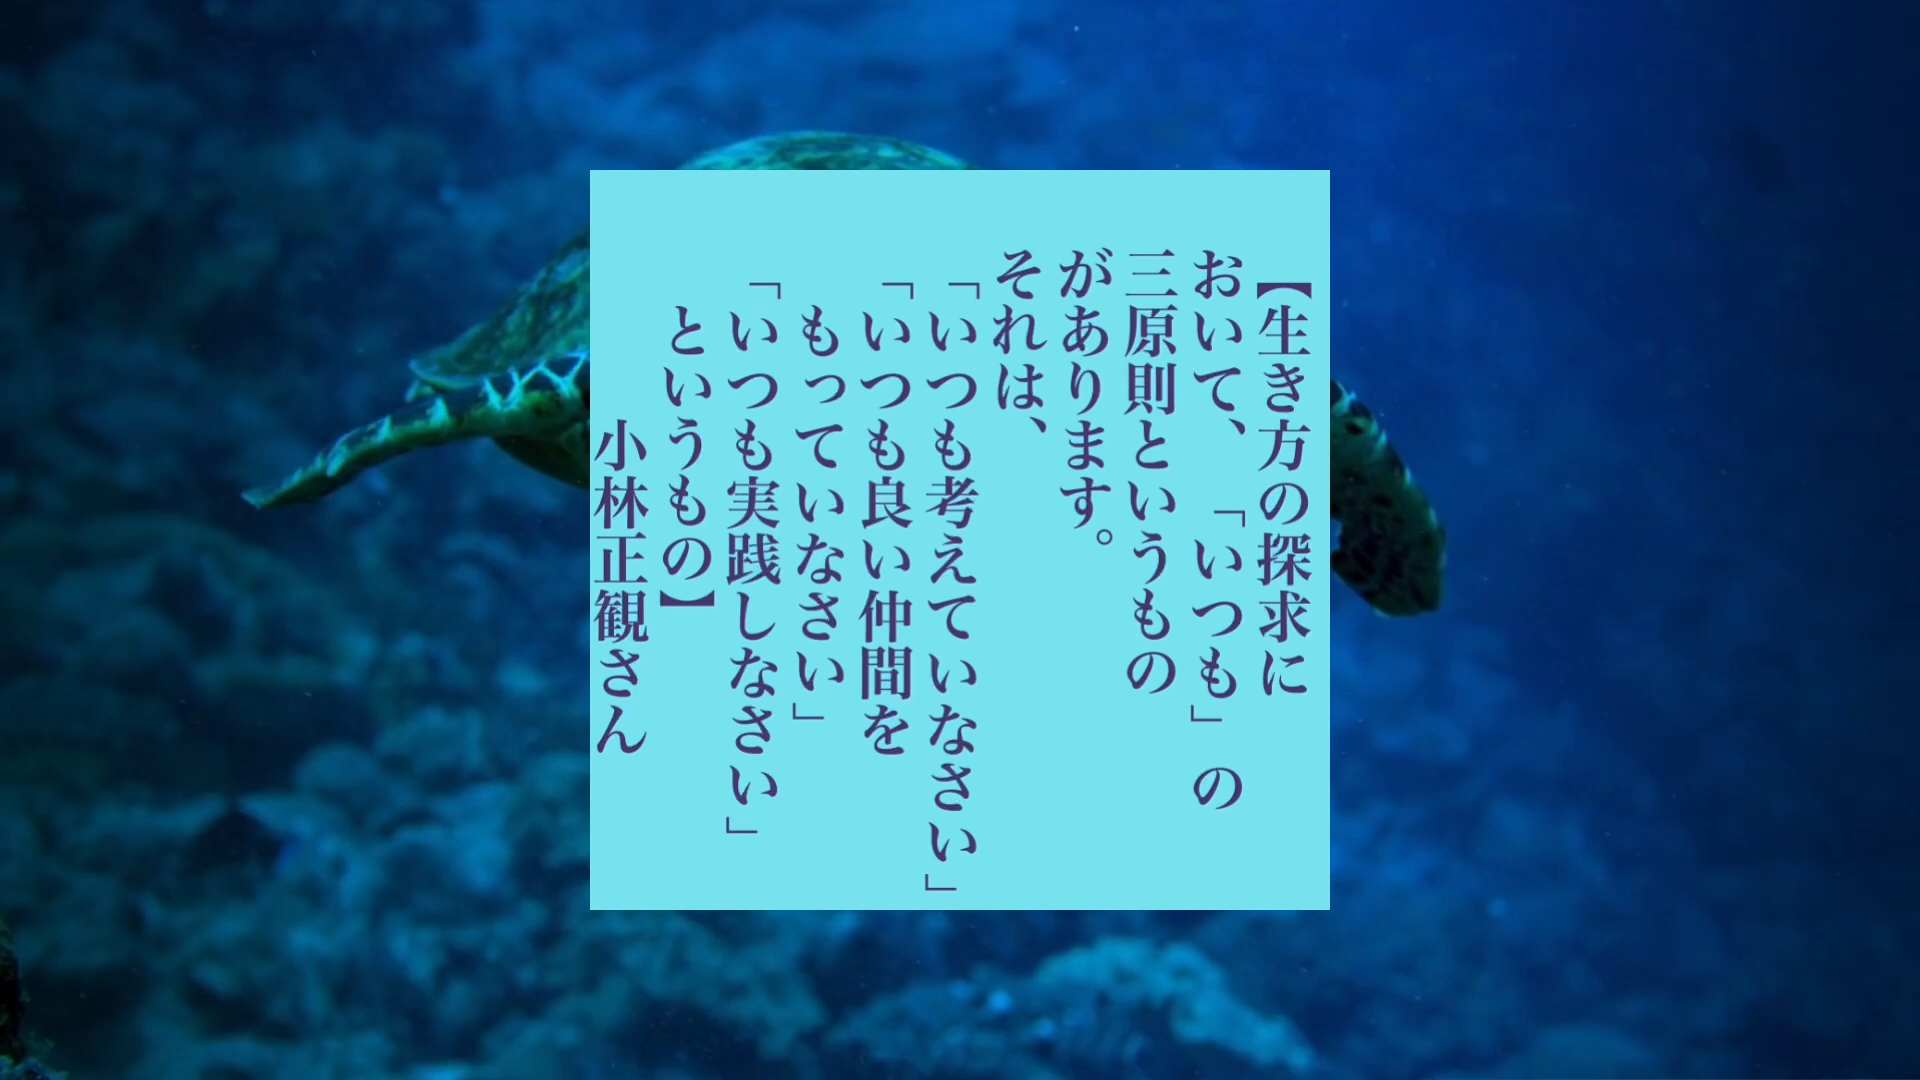 【生き方の探求に
おいて、「いつも」の
三原則というもの
があります。
それは、
「いつも考えていなさい」
「いつも良い仲間を
もっていなさい」
「いつも実践しなさい」
というもの】
小林正観さん